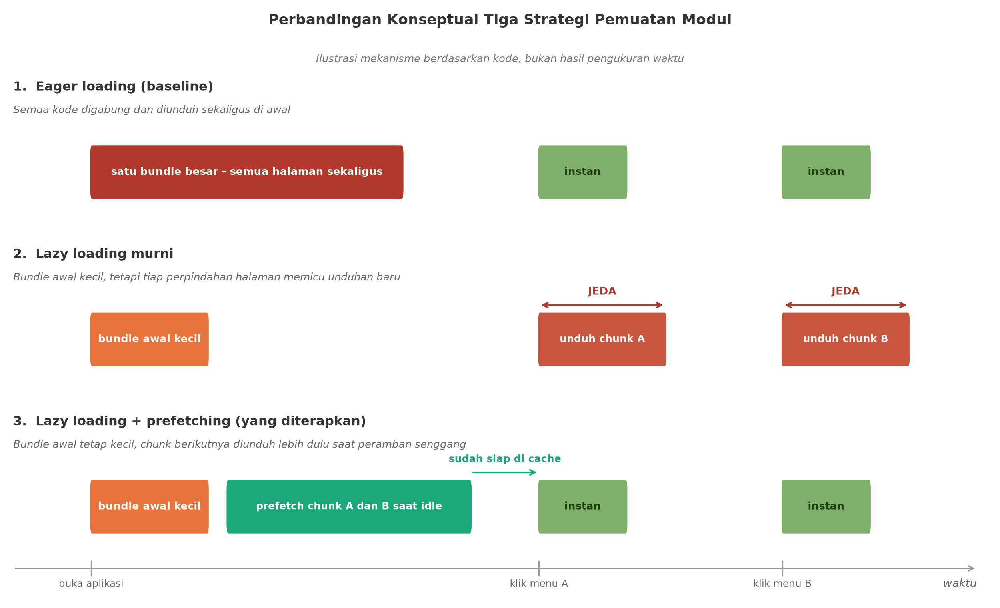 Perbandingan Konseptual Tiga Strategi Pemuatan Modul
Ilustrasi mekanisme berdasarkan kode, bukan hasil pengukuran waktu
1.  Eager loading (baseline)
Semua kode digabung dan diunduh sekaligus di awal
satu bundle besar - semua halaman sekaligus
instan
instan
2.  Lazy loading murni
Bundle awal kecil, tetapi tiap perpindahan halaman memicu unduhan baru
JEDA
JEDA
bundle awal kecil
unduh chunk A
unduh chunk B
3.  Lazy loading + prefetching (yang diterapkan)
Bundle awal tetap kecil, chunk berikutnya diunduh lebih dulu saat peramban senggang
sudah siap di cache
bundle awal kecil
prefetch chunk A dan B saat idle
instan
instan
buka aplikasi
klik menu A
klik menu B
waktu